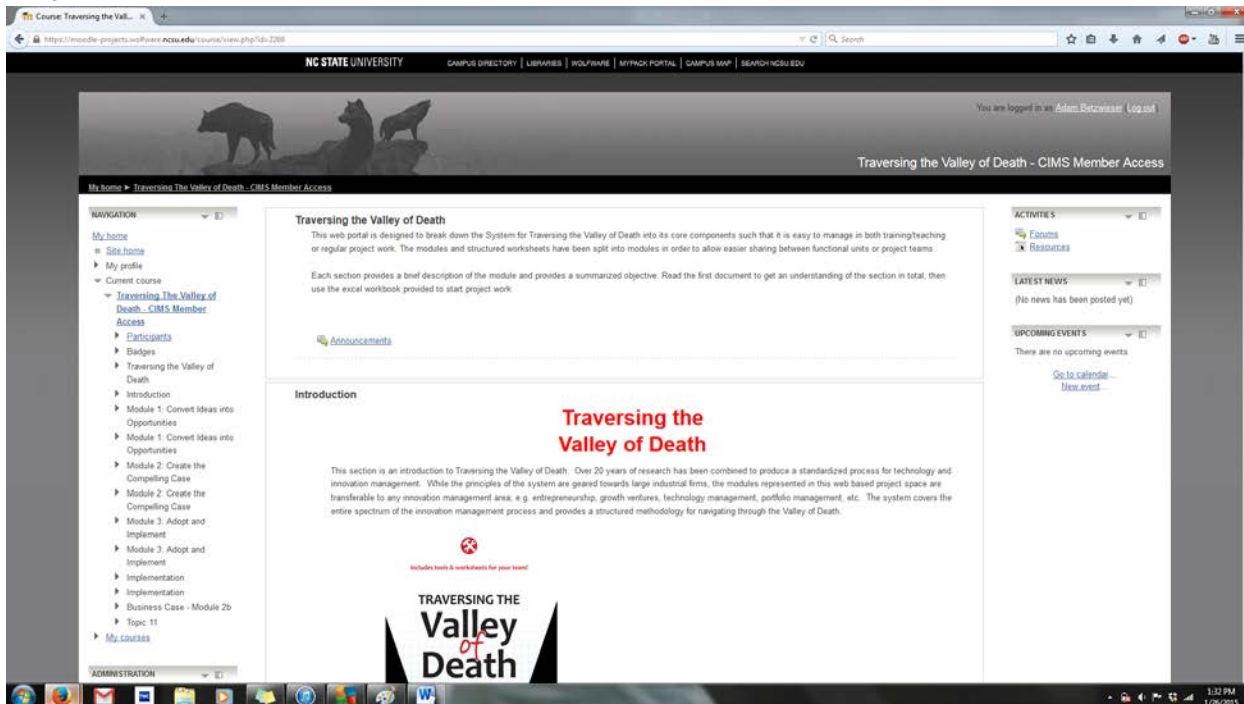 Course: Traversing the Vall...
https://moodle-projects.wolfware.ncsu.edu/course/view.php?id=2268
Search
NC STATE UNIVERSITY
CAMPUS DIRECTORY | LIBRARIES | WOLFWARE | MYPACK PORTAL | CAMPUS MAP | SEARCH NCSU.EDU
You are logged in as Adam Betzwieser (Log out)
Traversing the Valley of Death - CIMS Member Access
My home ► Traversing The Valley of Death - CIMS Member Access
NAVIGATION
My home
Site home
My profile
Current course
Traversing The Valley of
Death - CIMS Member
Access
Participants
Badges
Traversing the Valley of
Death
Introduction
Module 1: Convert Ideas into
Opportunities
Module 1: Convert Ideas into
Opportunities
Module 2: Create the
Compelling Case
Module 2: Create the
Compelling Case
Module 3: Adopt and
Implement
Module 3: Adopt and
Implement
Implementation
Implementation
Business Case - Module 2b
Topic 11
My courses
ADMINISTRATION
Traversing the Valley of Death
This web portal is designed to break down the System for Traversing the Valley of Death into its core components such that it is easy to manage in both training/teaching
or regular project work. The modules and structured worksheets have been split into modules in order to allow easier sharing between functional units or project teams.
Each section provides a brief description of the module and provides a summarized objective. Read the first document to get an understanding of the section in total, then
use the excel workbook provided to start project work
Announcements
Introduction
Traversing the
Valley of Death
This section is an introduction to Traversing the Valley of Death. Over 20 years of research has been combined to produce a standardized process for technology and
innovation management. While the principles of the system are geared towards large industrial firms, the modules represented in this web based project space are
transferable to any innovation management area; e.g. entrepreneurship, growth ventures, technology management, portfolio management, etc. The system covers the
entire spectrum of the innovation management process and provides a structured methodology for navigating through the Valley of Death.
Includes tools & worksheets for your team!
TRAVERSING THE
Valley
of
Death
ACTIVITIES
Forums
Resources
LATEST NEWS
(No news has been posted yet)
UPCOMING EVENTS
There are no upcoming events
Go to calendar...
New event...
1:32 PM
1/26/2015